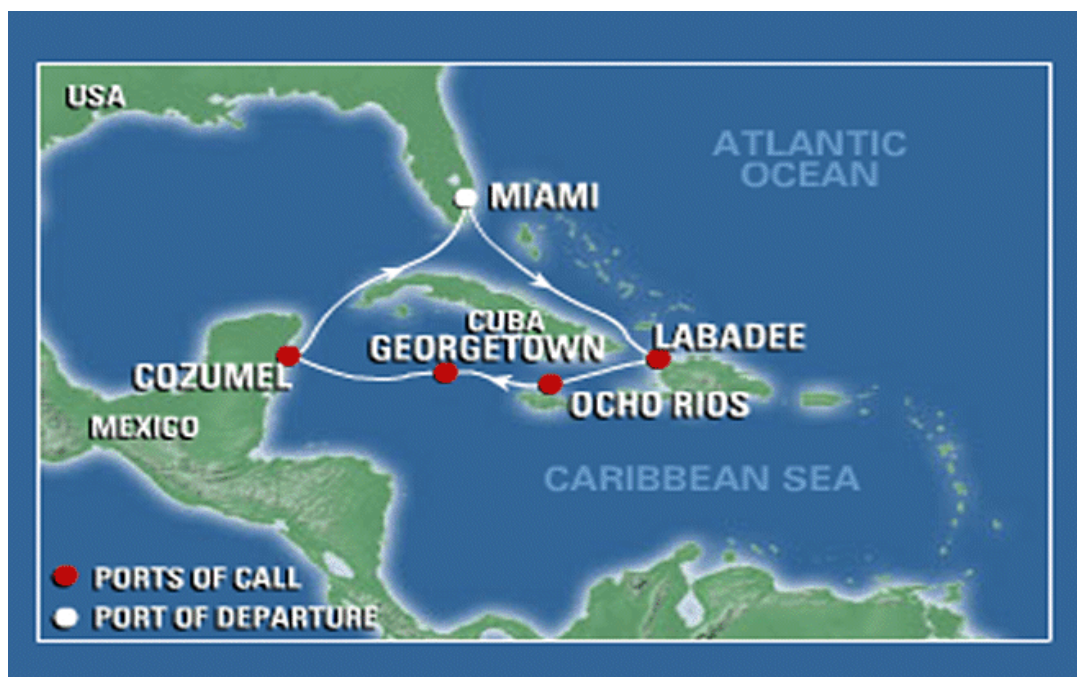 USA
ATLANTIC
OCEAN
MIAMI
CUBA
GEORGETOWN
LABADEE
COZUMEL
OCHO RIOS
MEXICO
CARIBBEAN SEA
PORTS OF CALL
PORT OF DEPARTURE